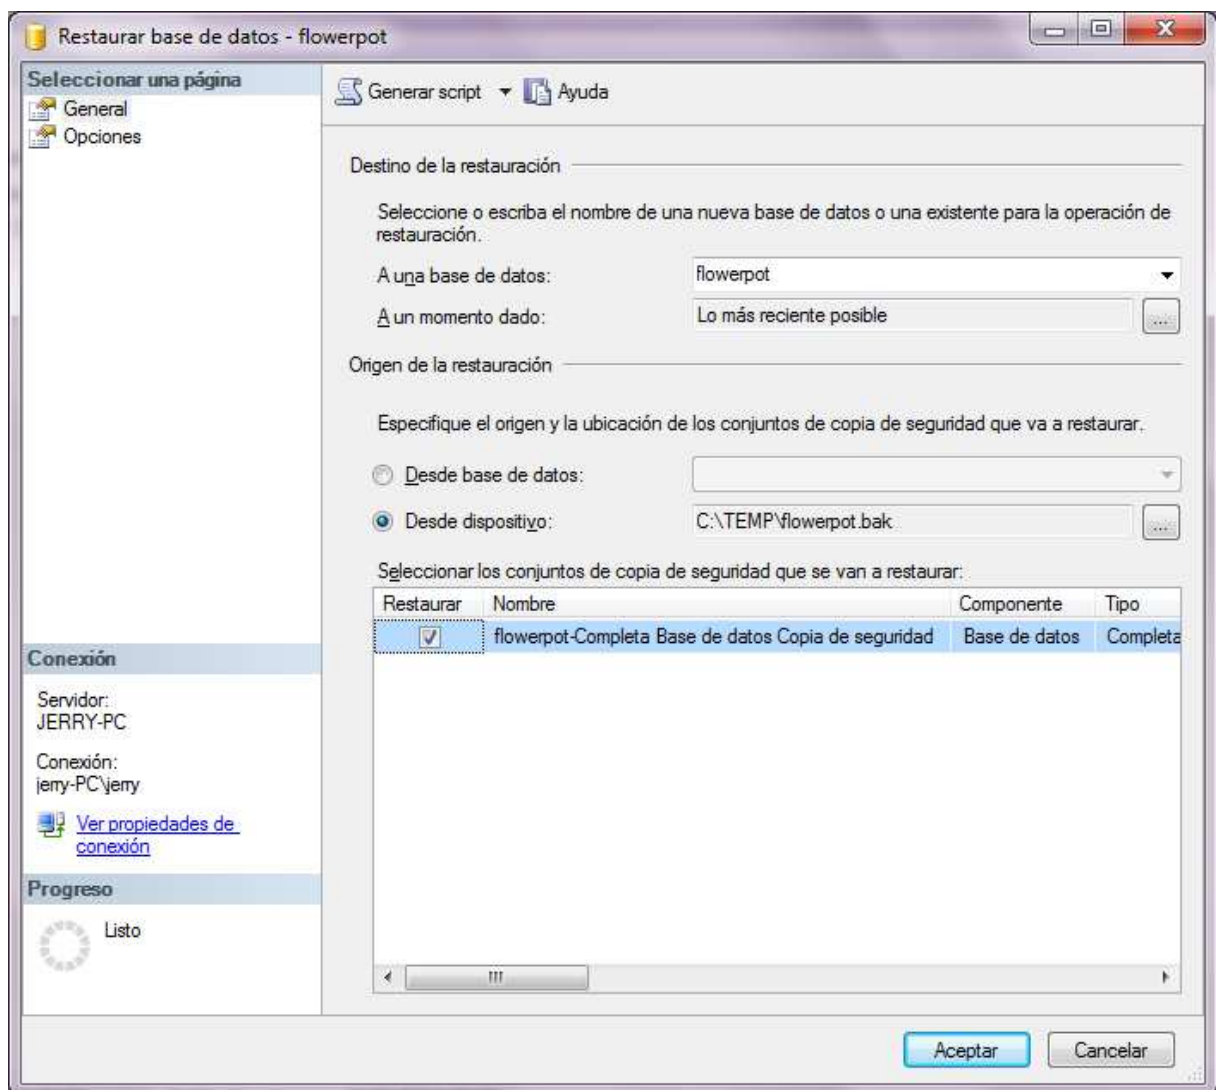 Restaurar base de datos - flowerpot
Seleccionar una página
General
Opciones
Generar script
Ayuda
Destino de la restauración
Seleccione o escriba el nombre de una nueva base de datos o una existente para la operación de
restauración.
A una base de datos:
flowerpot
A un momento dado:
Lo más reciente posible
...
Origen de la restauración
Especifique el origen y la ubicación de los conjuntos de copia de seguridad que va a restaurar.
Desde base de datos:
Desde dispositivo:
C:\TEMP\flowerpot.bak
...
Seleccionar los conjuntos de copia de seguridad que se van a restaurar:
Restaurar Nombre Componente Tipo
flowerpot-Completa Base de datos Copia de seguridad Base de datos Completa
Conexión
Servidor:
JERRY-PC
Conexión:
jerry-PC\jerry
Ver propiedades de
conexión
Progreso
Listo
Aceptar
Cancelar